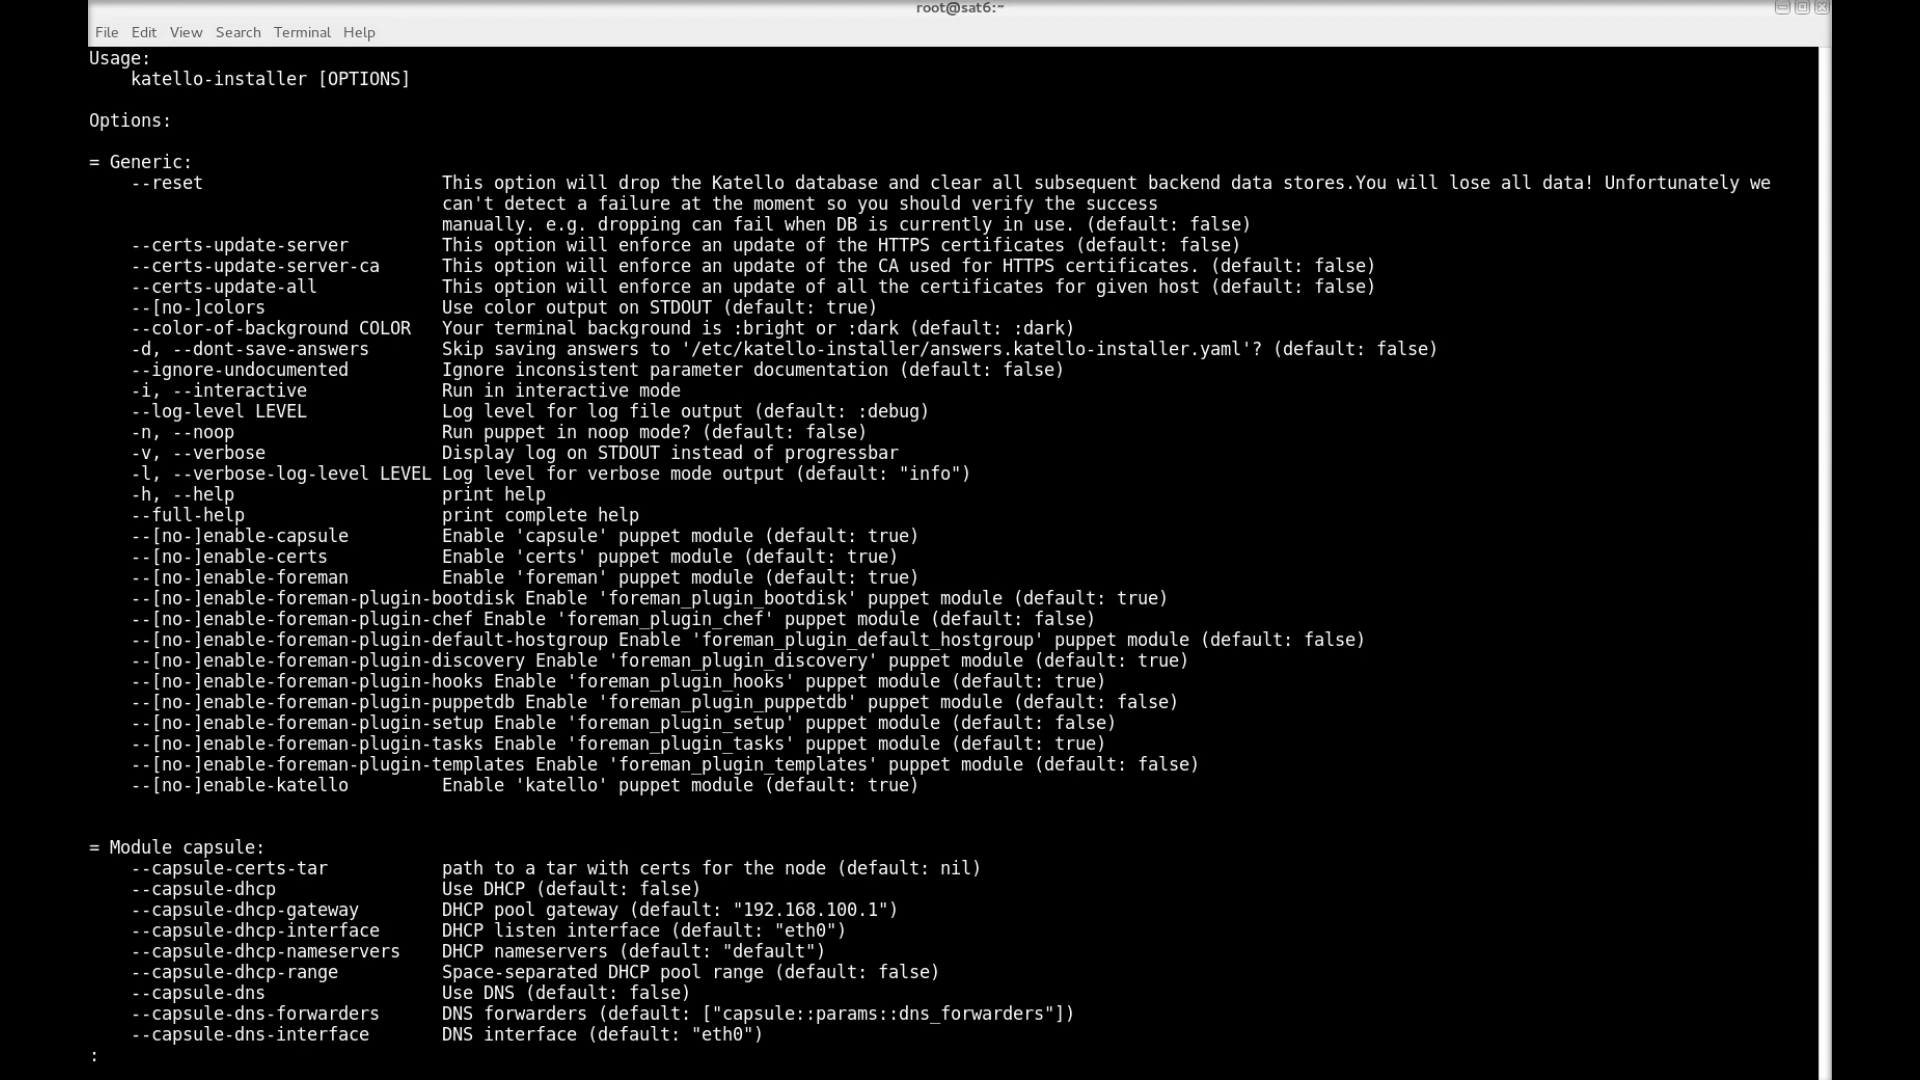 root@sat6:~
File Edit View Search Terminal Help
Usage:
    katello-installer [OPTIONS]
Options:
= Generic:
    --reset                       This option will drop the Katello database and clear all subsequent backend data stores.You will lose all data! Unfortunately we
                                  can't detect a failure at the moment so you should verify the success
                                  manually. e.g. dropping can fail when DB is currently in use. (default: false)
    --certs-update-server         This option will enforce an update of the HTTPS certificates (default: false)
    --certs-update-server-ca      This option will enforce an update of the CA used for HTTPS certificates. (default: false)
    --certs-update-all            This option will enforce an update of all the certificates for given host (default: false)
    --[no-]colors                 Use color output on STDOUT (default: true)
    --color-of-background COLOR   Your terminal background is :bright or :dark (default: :dark)
    -d, --dont-save-answers       Skip saving answers to '/etc/katello-installer/answers.katello-installer.yaml'? (default: false)
    --ignore-undocumented         Ignore inconsistent parameter documentation (default: false)
    -i, --interactive             Run in interactive mode
    --log-level LEVEL             Log level for log file output (default: :debug)
    -n, --noop                    Run puppet in noop mode? (default: false)
    -v, --verbose                 Display log on STDOUT instead of progressbar
    -l, --verbose-log-level LEVEL Log level for verbose mode output (default: "info")
    -h, --help                    print help
    --full-help                   print complete help
    --[no-]enable-capsule         Enable 'capsule' puppet module (default: true)
    --[no-]enable-certs           Enable 'certs' puppet module (default: true)
    --[no-]enable-foreman         Enable 'foreman' puppet module (default: true)
    --[no-]enable-foreman-plugin-bootdisk Enable 'foreman_plugin_bootdisk' puppet module (default: true)
    --[no-]enable-foreman-plugin-chef Enable 'foreman_plugin_chef' puppet module (default: false)
    --[no-]enable-foreman-plugin-default-hostgroup Enable 'foreman_plugin_default_hostgroup' puppet module (default: false)
    --[no-]enable-foreman-plugin-discovery Enable 'foreman_plugin_discovery' puppet module (default: true)
    --[no-]enable-foreman-plugin-hooks Enable 'foreman_plugin_hooks' puppet module (default: true)
    --[no-]enable-foreman-plugin-puppetdb Enable 'foreman_plugin_puppetdb' puppet module (default: false)
    --[no-]enable-foreman-plugin-setup Enable 'foreman_plugin_setup' puppet module (default: false)
    --[no-]enable-foreman-plugin-tasks Enable 'foreman_plugin_tasks' puppet module (default: true)
    --[no-]enable-foreman-plugin-templates Enable 'foreman_plugin_templates' puppet module (default: false)
    --[no-]enable-katello         Enable 'katello' puppet module (default: true)
= Module capsule:
    --capsule-certs-tar           path to a tar with certs for the node (default: nil)
    --capsule-dhcp                Use DHCP (default: false)
    --capsule-dhcp-gateway        DHCP pool gateway (default: "192.168.100.1")
    --capsule-dhcp-interface      DHCP listen interface (default: "eth0")
    --capsule-dhcp-nameservers    DHCP nameservers (default: "default")
    --capsule-dhcp-range          Space-separated DHCP pool range (default: false)
    --capsule-dns                 Use DNS (default: false)
    --capsule-dns-forwarders      DNS forwarders (default: ["capsule::params::dns_forwarders"])
    --capsule-dns-interface       DNS interface (default: "eth0")
: